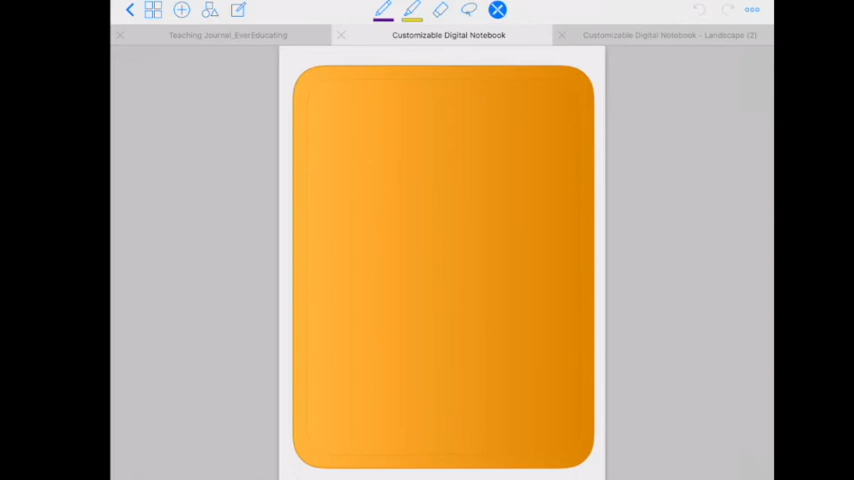 Teaching Journal_EverEducating
Customizable Digital Notebook
Customizable Digital Notebook - Landscape (2)